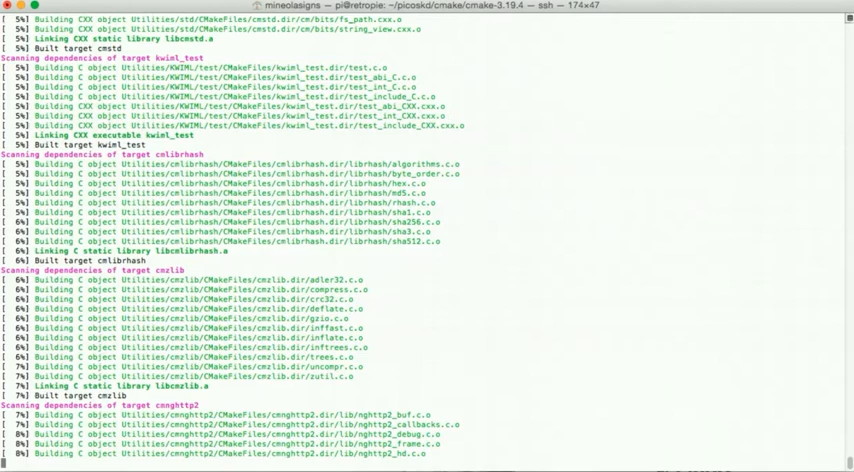 mineolasigns — pi@retropie: ~/picoskd/cmake/cmake-3.19.4 — ssh — 174×47
[  5%] Building CXX object Utilities/std/CMakeFiles/cmstd.dir/cm/bits/fs_path.cxx.o
[  5%] Building CXX object Utilities/std/CMakeFiles/cmstd.dir/cm/bits/string_view.cxx.o
[  5%] Linking CXX static library libcmstd.a
[  5%] Built target cmstd
Scanning dependencies of target kwiml_test
[  5%] Building C object Utilities/KWIML/test/CMakeFiles/kwiml_test.dir/test.c.o
[  5%] Building C object Utilities/KWIML/test/CMakeFiles/kwiml_test.dir/test_abi_C.c.o
[  5%] Building C object Utilities/KWIML/test/CMakeFiles/kwiml_test.dir/test_int_C.c.o
[  5%] Building C object Utilities/KWIML/test/CMakeFiles/kwiml_test.dir/test_include_C.c.o
[  5%] Building CXX object Utilities/KWIML/test/CMakeFiles/kwiml_test.dir/test_abi_CXX.cxx.o
[  5%] Building CXX object Utilities/KWIML/test/CMakeFiles/kwiml_test.dir/test_int_CXX.cxx.o
[  5%] Building CXX object Utilities/KWIML/test/CMakeFiles/kwiml_test.dir/test_include_CXX.cxx.o
[  5%] Linking CXX executable kwiml_test
[  5%] Built target kwiml_test
Scanning dependencies of target cmlibrhash
[  5%] Building C object Utilities/cmlibrhash/CMakeFiles/cmlibrhash.dir/librhash/algorithms.c.o
[  5%] Building C object Utilities/cmlibrhash/CMakeFiles/cmlibrhash.dir/librhash/byte_order.c.o
[  5%] Building C object Utilities/cmlibrhash/CMakeFiles/cmlibrhash.dir/librhash/hex.c.o
[  5%] Building C object Utilities/cmlibrhash/CMakeFiles/cmlibrhash.dir/librhash/md5.c.o
[  5%] Building C object Utilities/cmlibrhash/CMakeFiles/cmlibrhash.dir/librhash/rhash.c.o
[  6%] Building C object Utilities/cmlibrhash/CMakeFiles/cmlibrhash.dir/librhash/sha1.c.o
[  6%] Building C object Utilities/cmlibrhash/CMakeFiles/cmlibrhash.dir/librhash/sha256.c.o
[  6%] Building C object Utilities/cmlibrhash/CMakeFiles/cmlibrhash.dir/librhash/sha3.c.o
[  6%] Building C object Utilities/cmlibrhash/CMakeFiles/cmlibrhash.dir/librhash/sha512.c.o
[  6%] Linking C static library libcmlibrhash.a
[  6%] Built target cmlibrhash
Scanning dependencies of target cmzlib
[  6%] Building C object Utilities/cmzlib/CMakeFiles/cmzlib.dir/adler32.c.o
[  6%] Building C object Utilities/cmzlib/CMakeFiles/cmzlib.dir/compress.c.o
[  6%] Building C object Utilities/cmzlib/CMakeFiles/cmzlib.dir/crc32.c.o
[  6%] Building C object Utilities/cmzlib/CMakeFiles/cmzlib.dir/deflate.c.o
[  6%] Building C object Utilities/cmzlib/CMakeFiles/cmzlib.dir/gzio.c.o
[  6%] Building C object Utilities/cmzlib/CMakeFiles/cmzlib.dir/inffast.c.o
[  6%] Building C object Utilities/cmzlib/CMakeFiles/cmzlib.dir/inflate.c.o
[  6%] Building C object Utilities/cmzlib/CMakeFiles/cmzlib.dir/inftrees.c.o
[  6%] Building C object Utilities/cmzlib/CMakeFiles/cmzlib.dir/trees.c.o
[  7%] Building C object Utilities/cmzlib/CMakeFiles/cmzlib.dir/uncompr.c.o
[  7%] Building C object Utilities/cmzlib/CMakeFiles/cmzlib.dir/zutil.c.o
[  7%] Linking C static library libcmzlib.a
[  7%] Built target cmzlib
Scanning dependencies of target cmnghttp2
[  7%] Building C object Utilities/cmnghttp2/CMakeFiles/cmnghttp2.dir/lib/nghttp2_buf.c.o
[  7%] Building C object Utilities/cmnghttp2/CMakeFiles/cmnghttp2.dir/lib/nghttp2_callbacks.c.o
[  8%] Building C object Utilities/cmnghttp2/CMakeFiles/cmnghttp2.dir/lib/nghttp2_debug.c.o
[  8%] Building C object Utilities/cmnghttp2/CMakeFiles/cmnghttp2.dir/lib/nghttp2_frame.c.o
[  8%] Building C object Utilities/cmnghttp2/CMakeFiles/cmnghttp2.dir/lib/nghttp2_hd.c.o